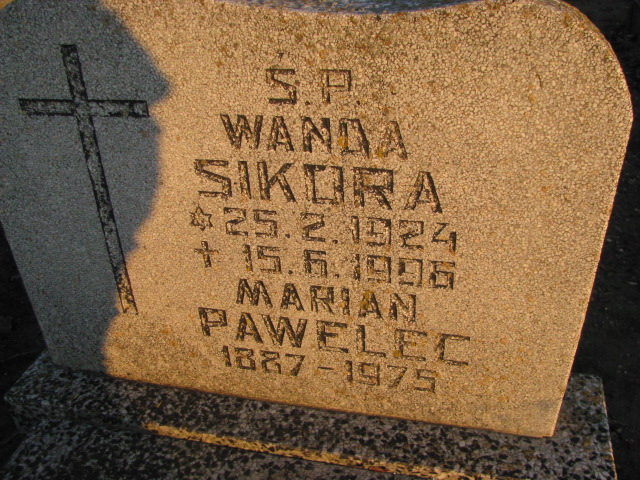 Ś.P.
WANDA
SIKORA
✡ 25.2.1924
✝ 15.6.1996
MARIAN
PAWELEC
1887-1975